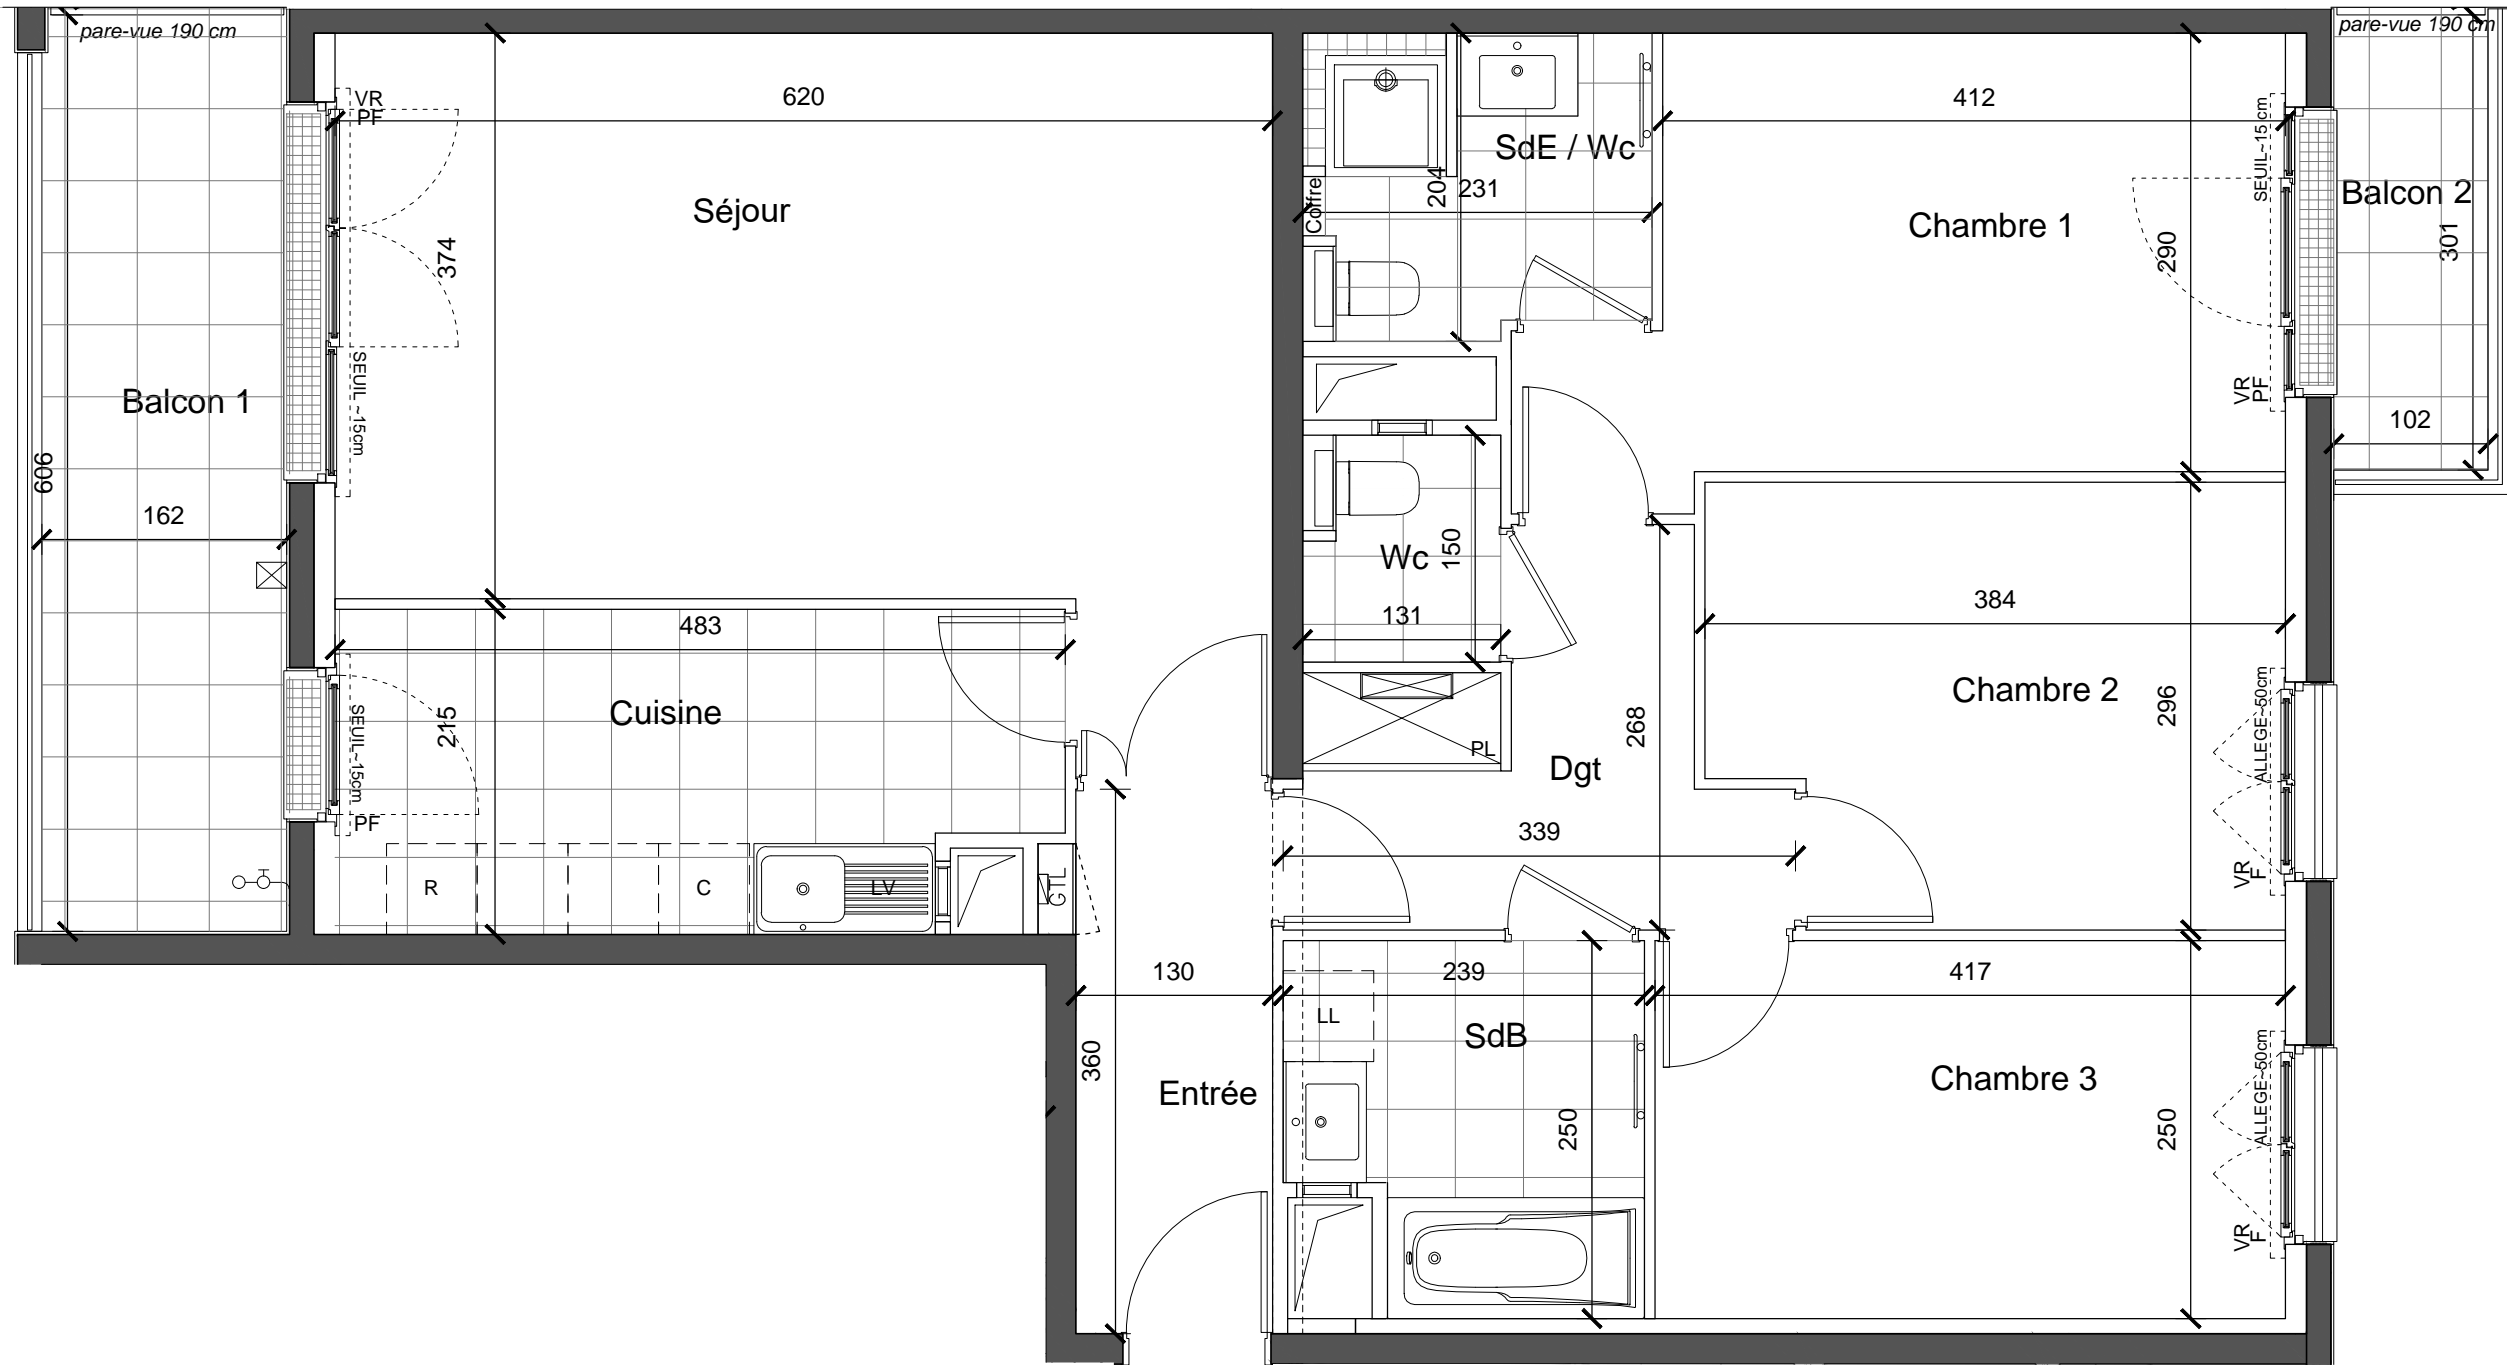 pare-vue 190 cm
pare-vue 190 cm
VR
PF
620
412
SEUIL~15 cm
SdE / Wc
204
231
Coffre
Séjour
Chambre 1
Balcon 2
374
290
301
SEUIL ~15cm
Balcon 1
VR
PF
102
606
162
Wc
150
131
483
384
Cuisine
215
SEUIL~15cm
PF
PL
268
Dgt
Chambre 2
296
ALLEGE~50cm
VR
F
339
R
C
LV
GTL
130
239
417
LL
SdB
360
Entrée
250
Chambre 3
250
ALLEGE~50cm
VR
F